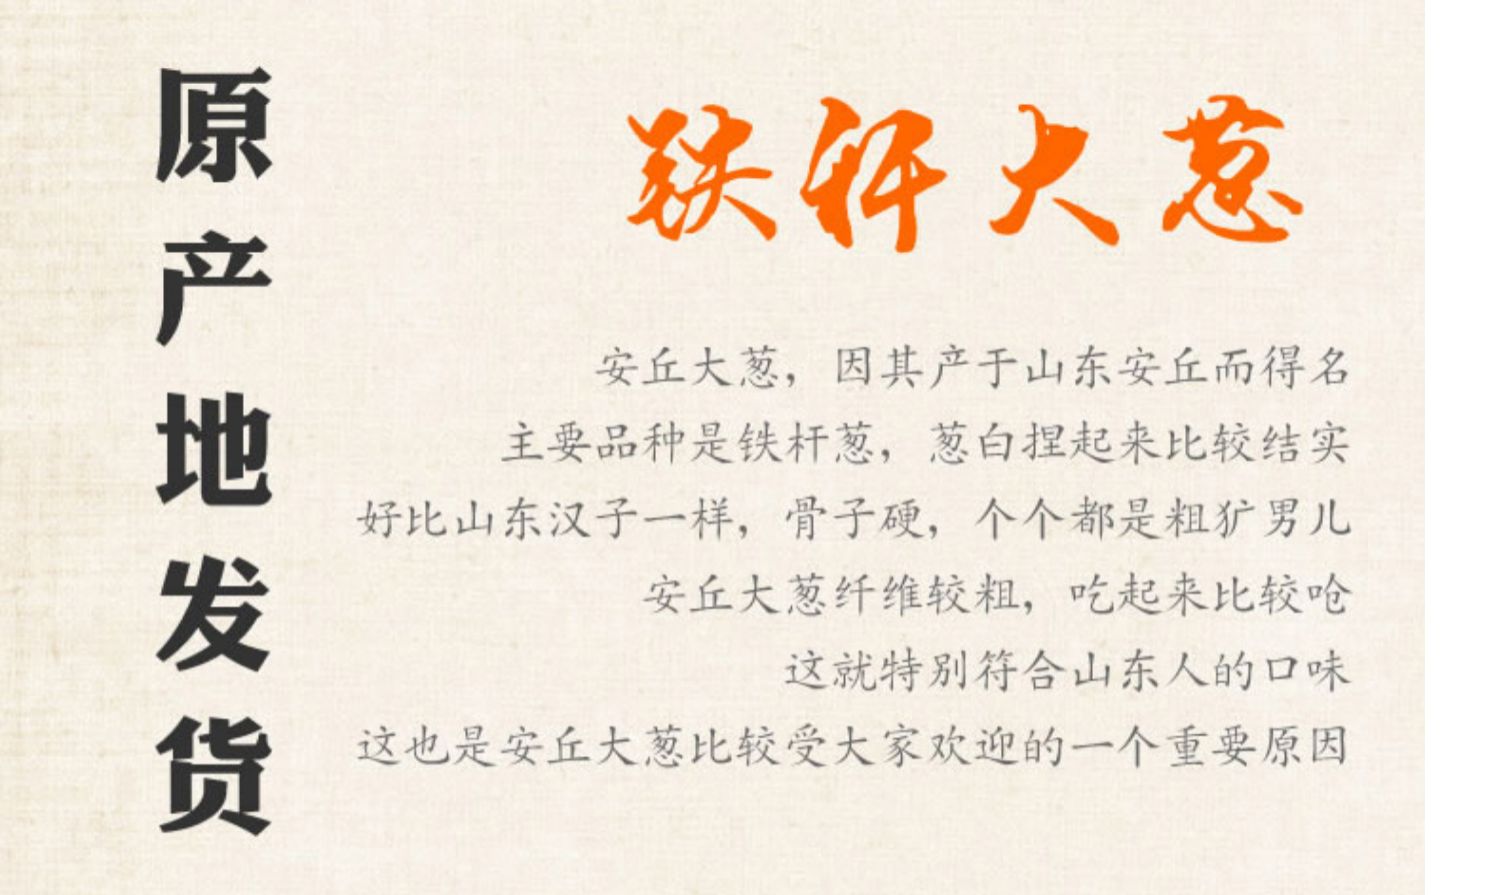 原产地发货
铁秆大葱
安丘大葱，因其产于山东安丘而得名
主要品种是铁杆葱，葱白捏起来比较结实
好比山东汉子一样，骨子硬，个个都是粗犷男儿
安丘大葱纤维较粗，吃起来比较呛
这就特别符合山东人的口味
这也是安丘大葱比较受大家欢迎的一个重要原因